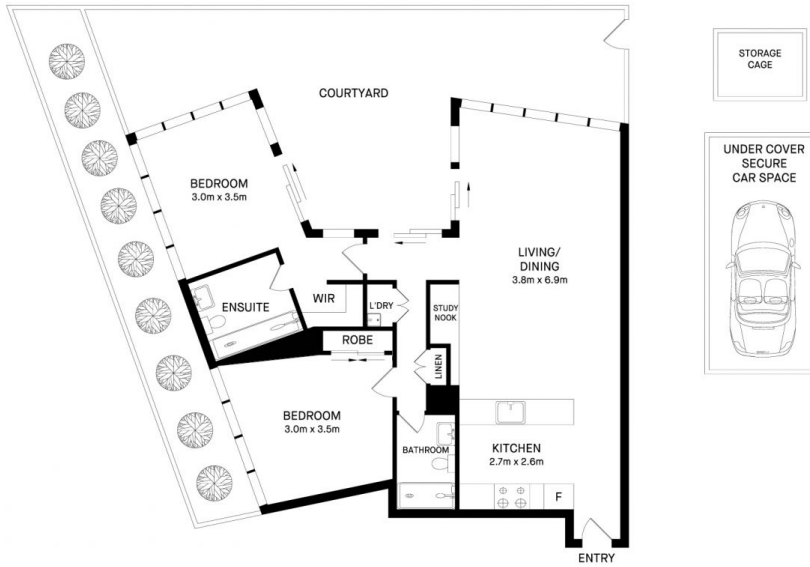 COURTYARD
STORAGE
CAGE
UNDER COVER
SECURE
CAR SPACE
BEDROOM
3.0m x 3.5m
LIVING/
DINING
3.8m x 6.9m
ENSUITE
WIR
L'DRY
STUDY
NOOK
ROBE
LINEN
BEDROOM
3.0m x 3.5m
BATHROOM
KITCHEN
2.7m x 2.6m
F
ENTRY